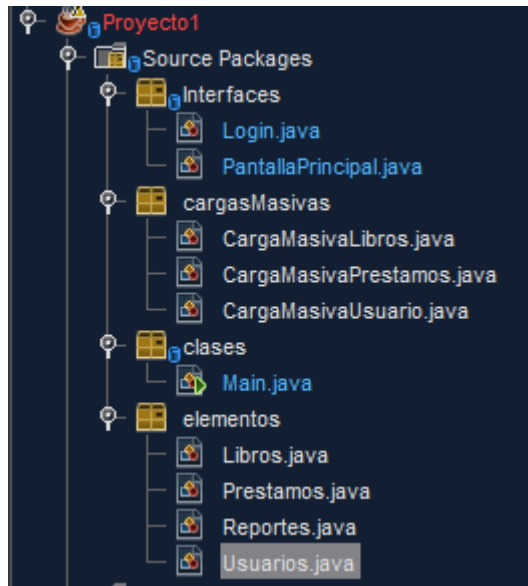 Proyecto1
Source Packages
Interfaces
Login.java
PantallaPrincipal.java
cargasMasivas
CargaMasivaLibros.java
CargaMasivaPrestamos.java
CargaMasivaUsuario.java
clases
Main.java
elementos
Libros.java
Prestamos.java
Reportes.java
Usuarios.java